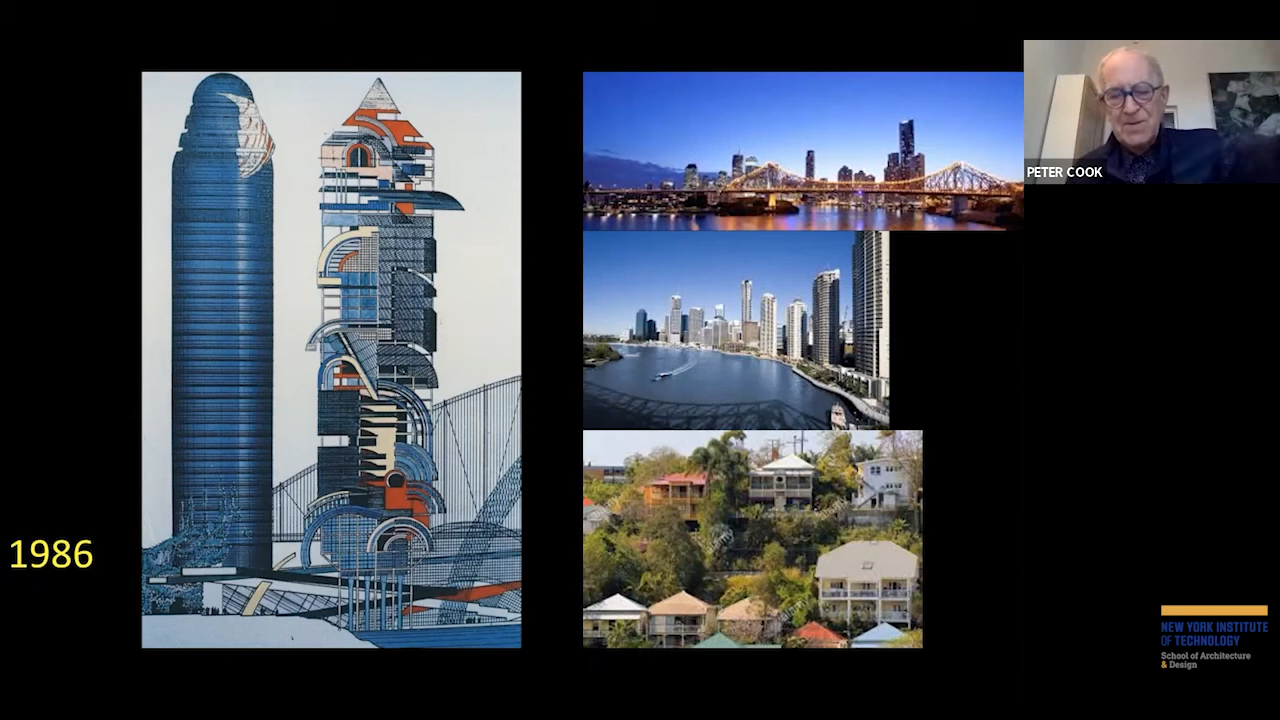 PETER COOK
1986
NEW YORK INSTITUTE
OF TECHNOLOGY
School of Architecture
& Design